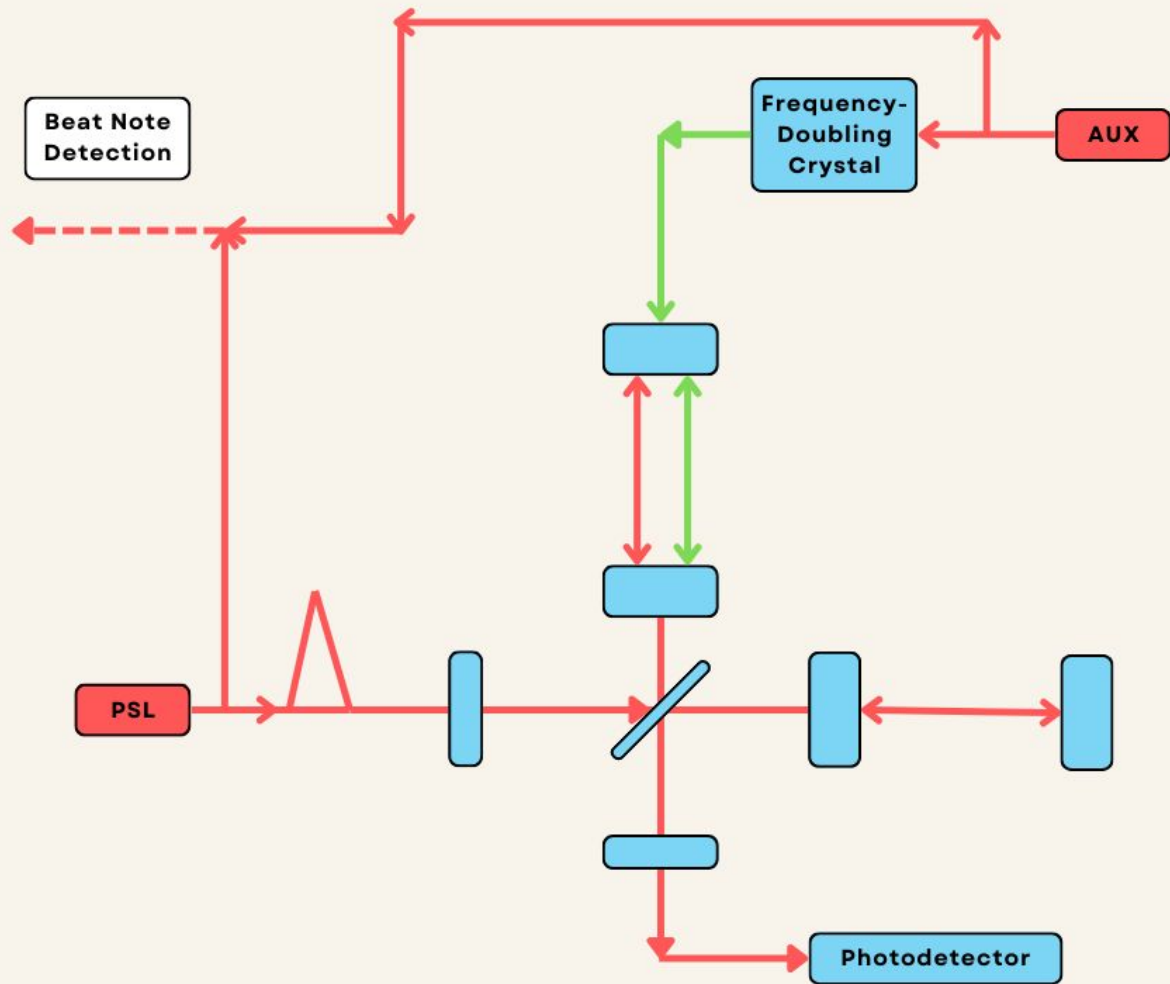 Beat Note
Detection
Frequency-
Doubling
Crystal
AUX
PSL
Photodetector